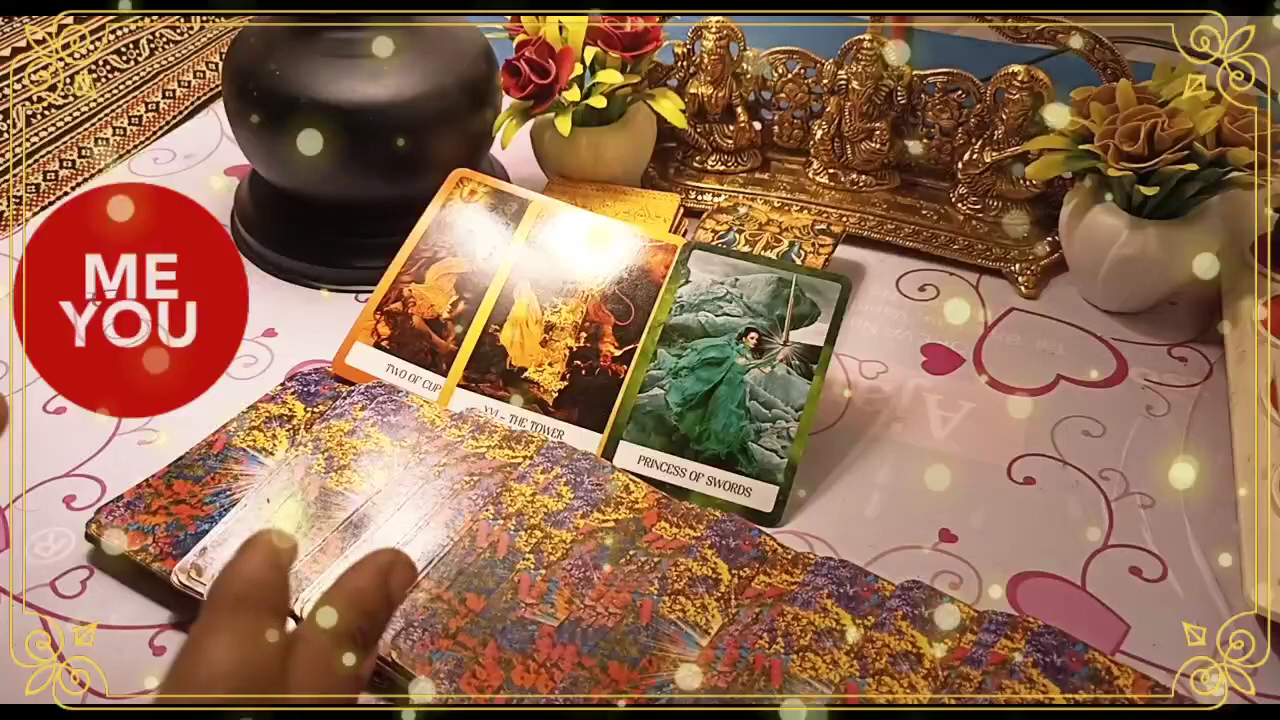 ME
YOU
TWO OF CUP
XVI - THE TOWER
PRINCESS OF SWORDS